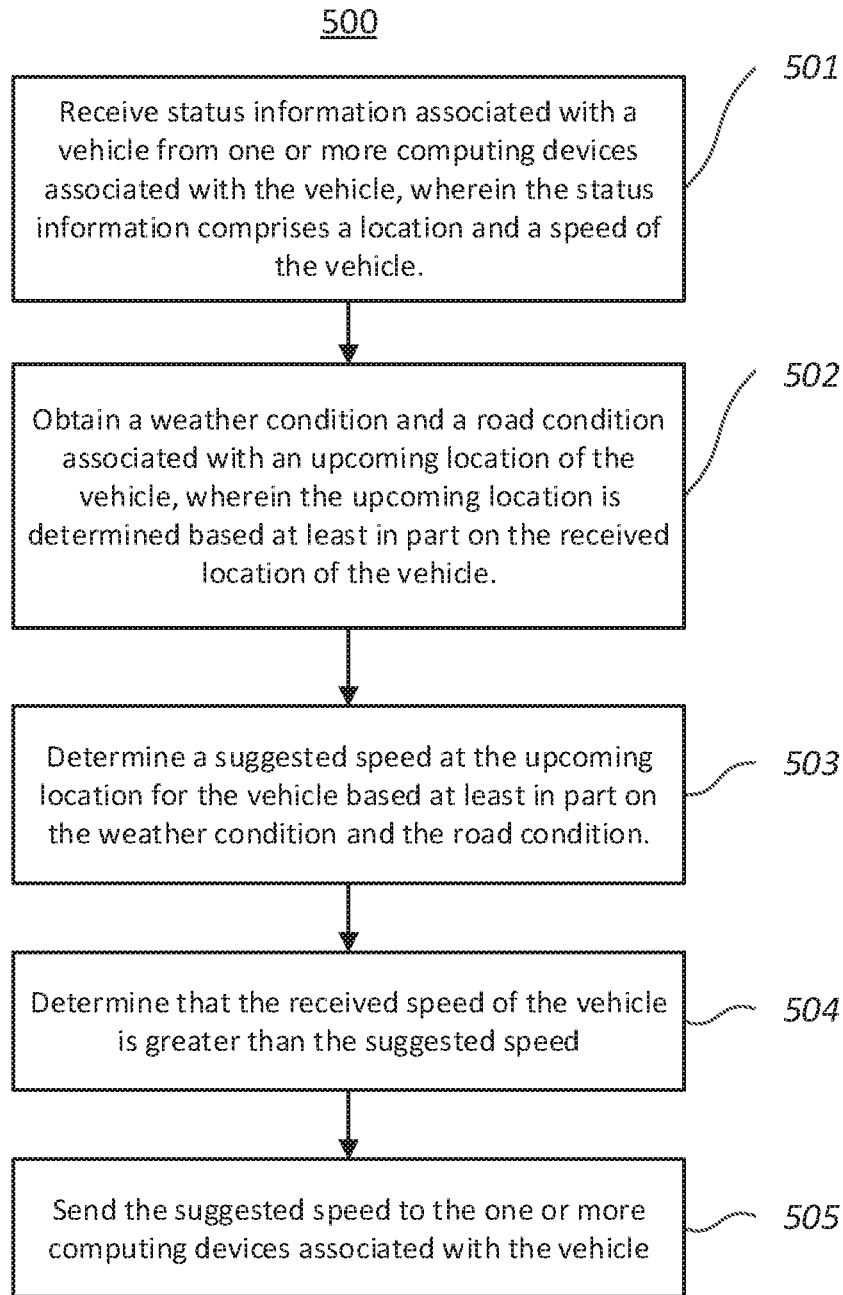 500
501
Receive status information associated with a
vehicle from one or more computing devices
associated with the vehicle, wherein the status
information comprises a location and a speed of
the vehicle.
502
Obtain a weather condition and a road condition
associated with an upcoming location of the
vehicle, wherein the upcoming location is
determined based at least in part on the received
location of the vehicle.
503
Determine a suggested speed at the upcoming
location for the vehicle based at least in part on
the weather condition and the road condition.
504
Determine that the received speed of the vehicle
is greater than the suggested speed
505
Send the suggested speed to the one or more
computing devices associated with the vehicle